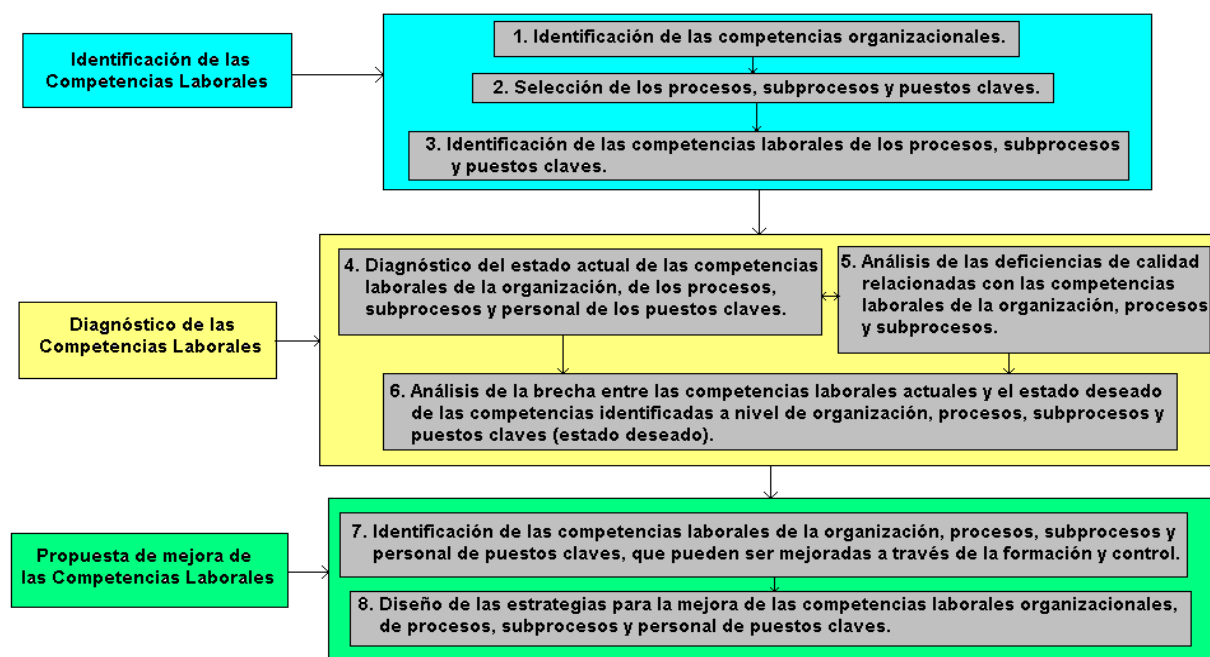 Identificación de las
Competencias Laborales
1. Identificación de las competencias organizacionales.
2. Selección de los procesos, subprocesos y puestos claves.
3. Identificación de las competencias laborales de los procesos, subprocesos
y puestos claves.
Diagnóstico de las
Competencias Laborales
4. Diagnóstico del estado actual de las competencias
laborales de la organización, de los procesos,
subprocesos y personal de los puestos claves.
5. Análisis de las deficiencias de calidad
relacionadas con las competencias
laborales de la organización, procesos
y subprocesos.
6. Análisis de la brecha entre las competencias laborales actuales y el estado deseado
de las competencias identificadas a nivel de organización, procesos, subprocesos y
puestos claves (estado deseado).
Propuesta de mejora de
las Competencias Laborales
7. Identificación de las competencias laborales de la organización, procesos, subprocesos y
personal de puestos claves, que pueden ser mejoradas a través de la formación y control.
8. Diseño de las estrategias para la mejora de las competencias laborales organizacionales,
de procesos, subprocesos y personal de puestos claves.